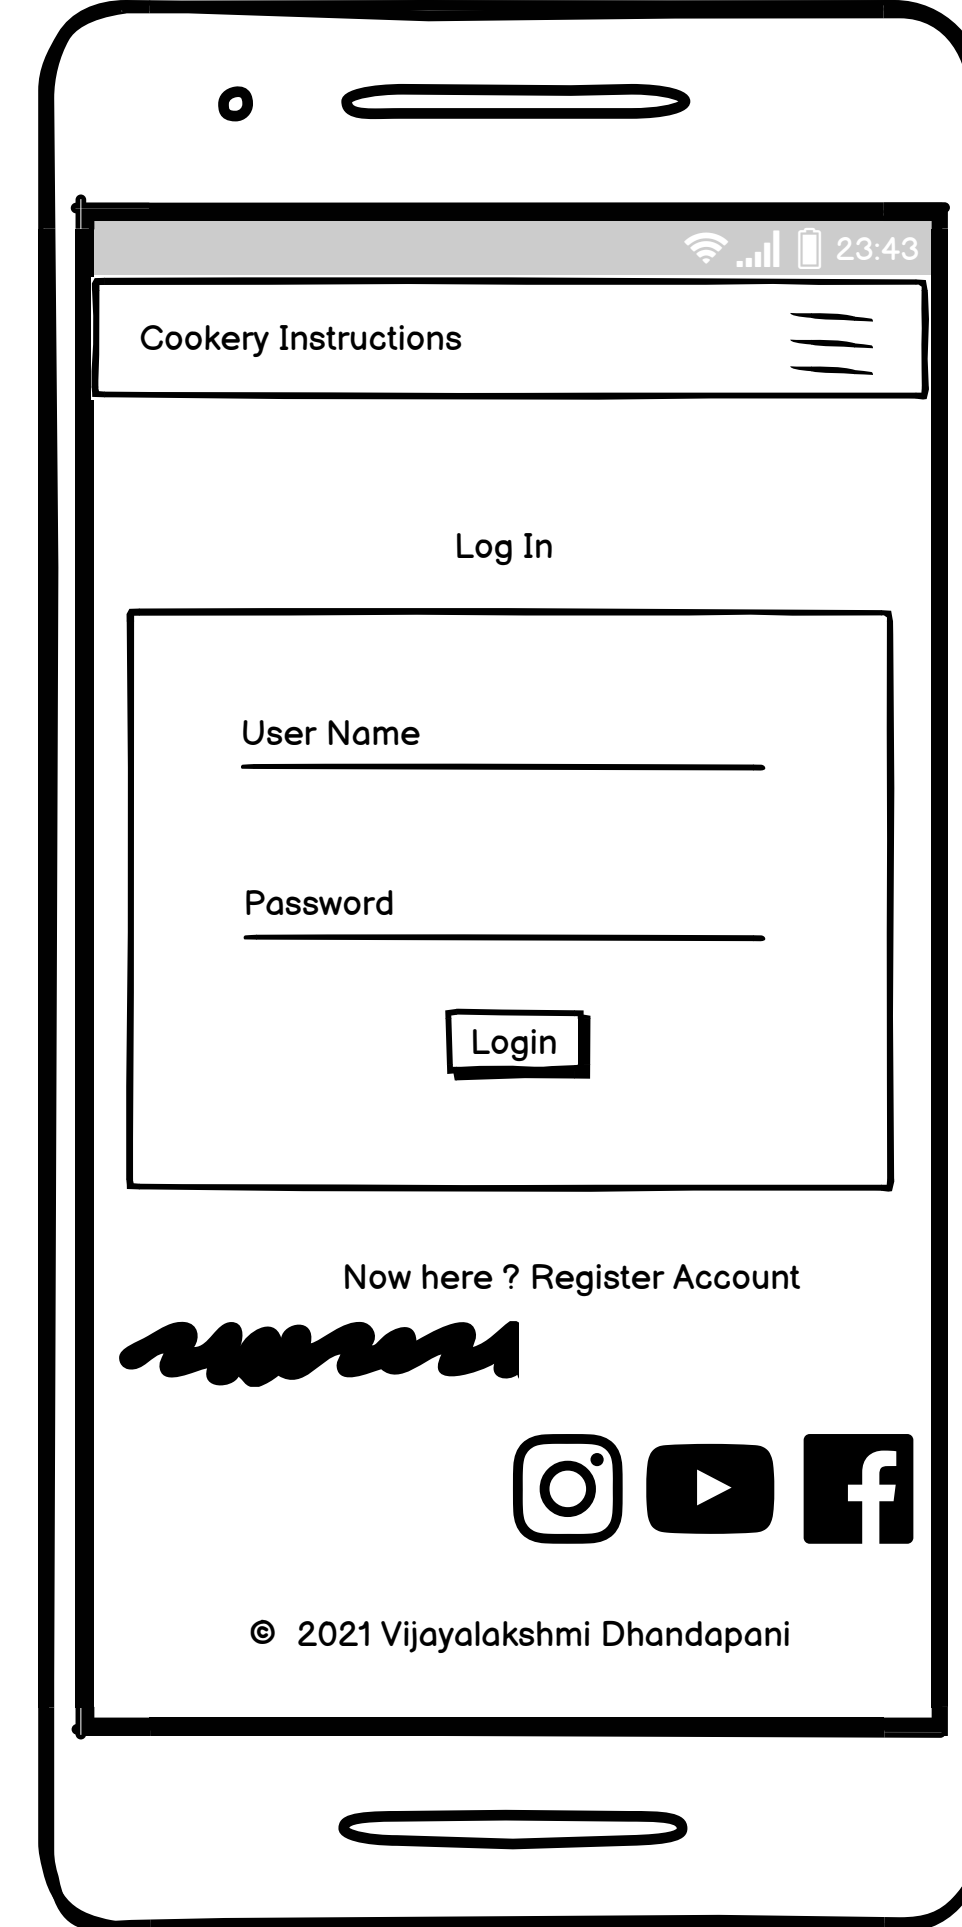 23:43
Cookery Instructions
Log In
User Name
Password
Login
Now here ? Register Account
© 2021 Vijayalakshmi Dhandapani